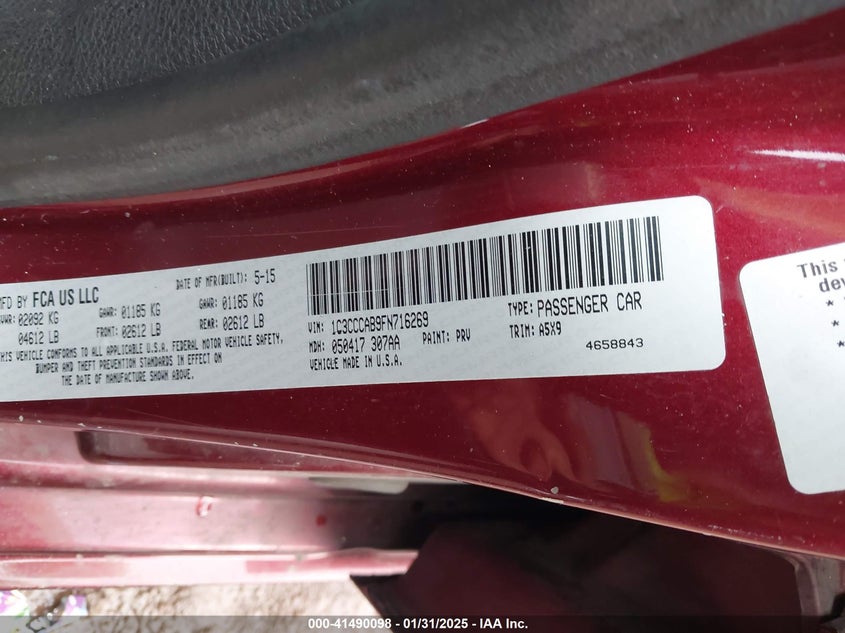 MFD BY FCA US LLC
DATE OF MFR(BUILT): 5-15
GVWR: 02092 KG GAWR: 01185 KG GAWR: 01185 KG
04612 LB FRONT: 02612 LB REAR: 02612 LB
THIS VEHICLE CONFORMS TO ALL APPLICABLE U.S.A. FEDERAL MOTOR VEHICLE SAFETY,
BUMPER AND THEFT PREVENTION STANDARDS IN EFFECT ON
THE DATE OF MANUFACTURE SHOWN ABOVE.
VIN: 1C3CCCAB9FN716269 TYPE: PASSENGER CAR
MDH: 050417 307AA PAINT: PRV TRIM: A5X9
VEHICLE MADE IN U.S.A. 4658843
This
dev
*
*
*
000-41490098 - 01/31/2025 - IAA Inc.